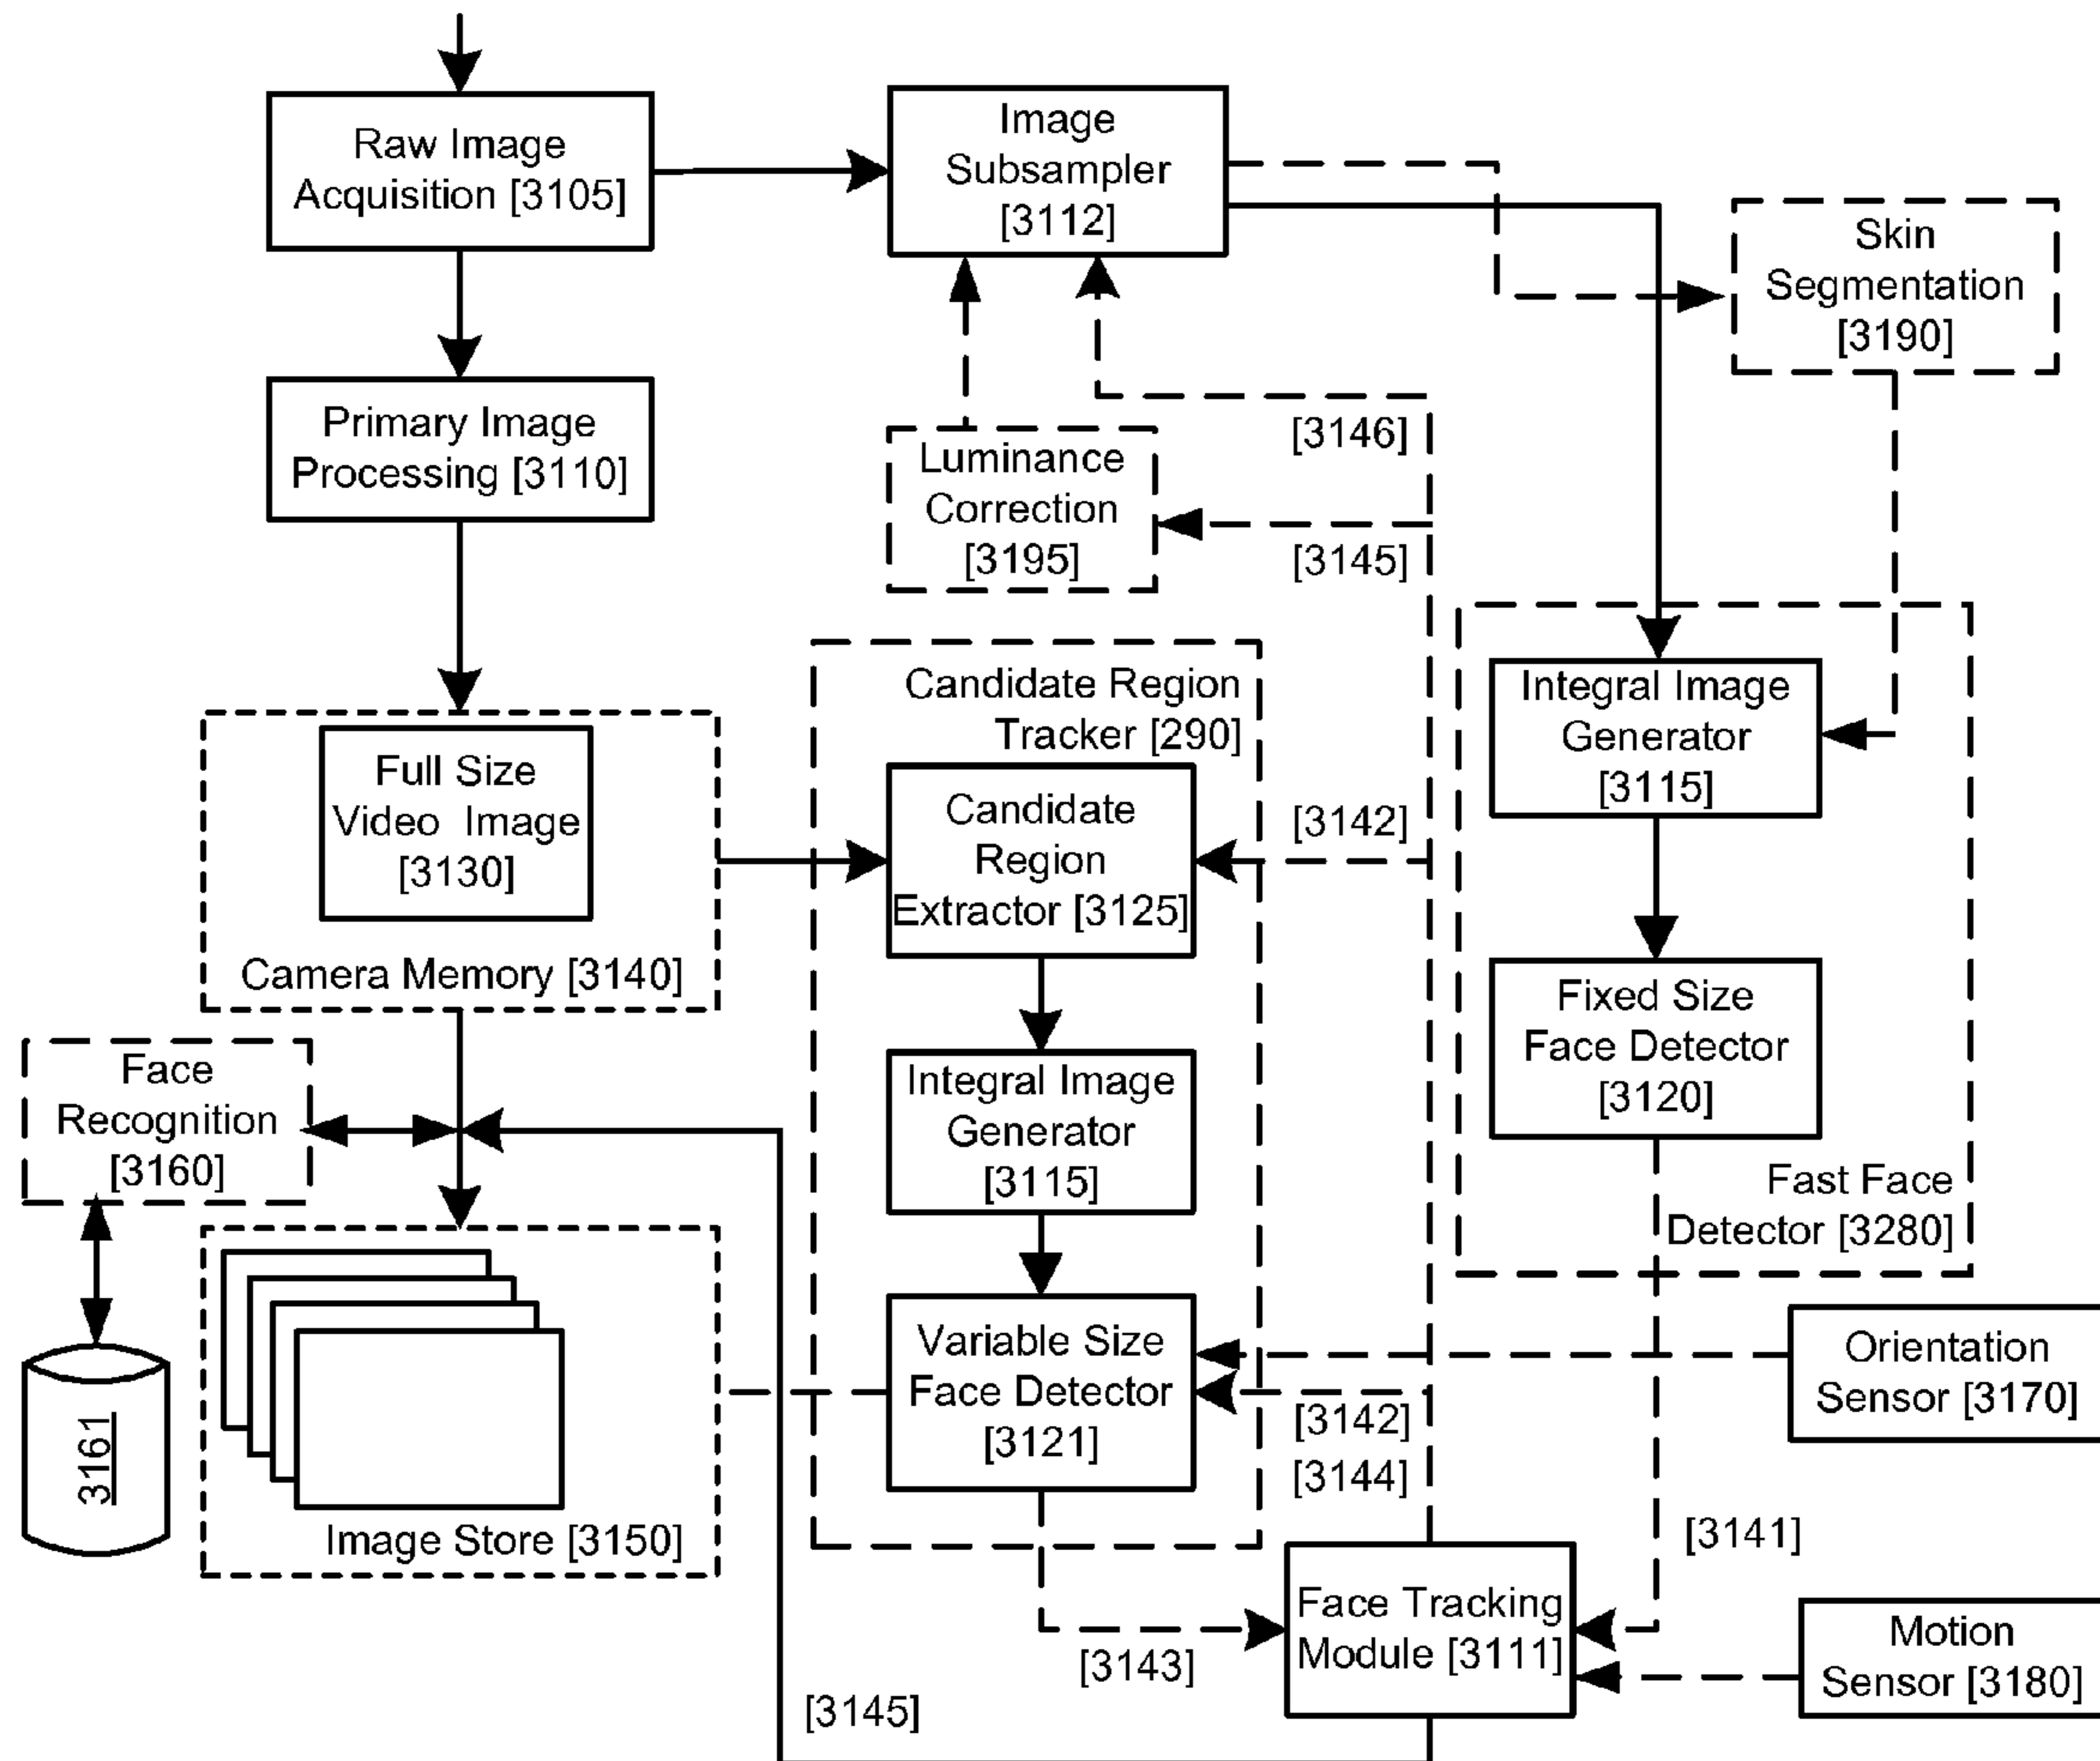 Raw Image
Acquisition [3105]
Image
Subsampler
[3112]
Skin
Segmentation
[3190]
Primary Image
Processing [3110]
[3146]
Luminance
Correction
[3195]
[3145]
Candidate Region
Tracker [290]
Integral Image
Generator
[3115]
Full Size
Video Image
[3130]
Camera Memory [3140]
Candidate
Region
Extractor [3125]
[3142]
Fixed Size
Face Detector
[3120]
Face
Recognition
[3160]
Integral Image
Generator
[3115]
Fast Face
Detector [3280]
3161
Image Store [3150]
Variable Size
Face Detector
[3121]
[3142]
[3144]
Orientation
Sensor [3170]
[3141]
Face Tracking
Module [3111]
[3143]
Motion
Sensor [3180]
[3145]